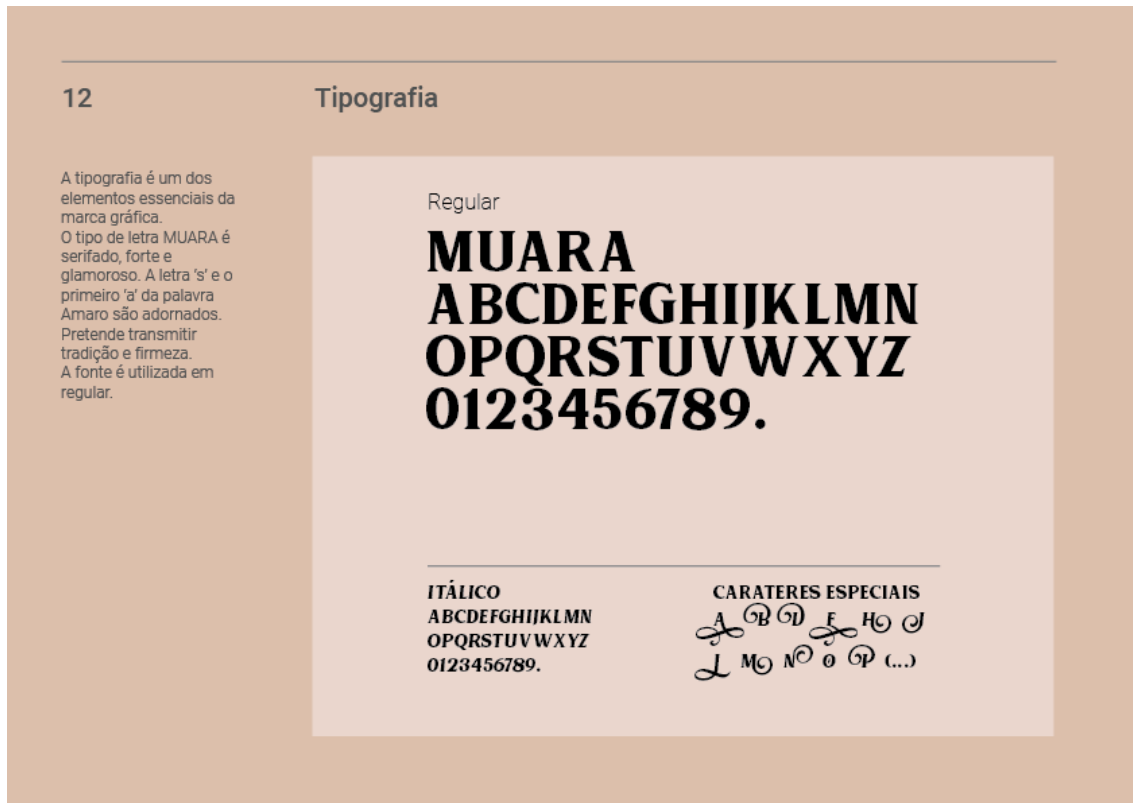 12
Tipografia
A tipografia é um dos
elementos essenciais da
marca gráfica.
O tipo de letra MUARA é
serifado, forte e
glamoroso. A letra 's' e o
primeiro 'a' da palavra
Amaro são adornados.
Pretende transmitir
tradição e firmeza.
A fonte é utilizada em
regular.
Regular
MUARA
ABCDEFGHIJKLMN
OPQRSTUVWXYZ
0123456789.
ITÁLICO
ABCDEFGHIJKLMN
OPQRSTUVWXYZ
0123456789.
CARATERES ESPECIAIS
A B D F H J
L M N O P (...)